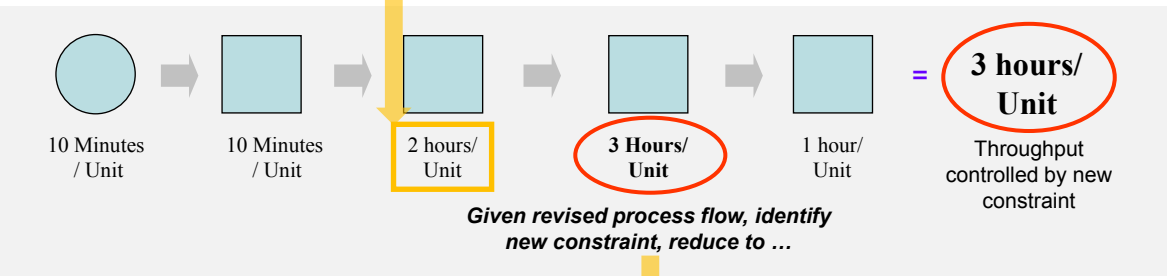 10 Minutes
/ Unit
10 Minutes
/ Unit
2 hours/
Unit
3 Hours/
Unit
1 hour/
Unit
=
3 hours/
Unit
Throughput
controlled by new
constraint
Given revised process flow, identify
new constraint, reduce to …